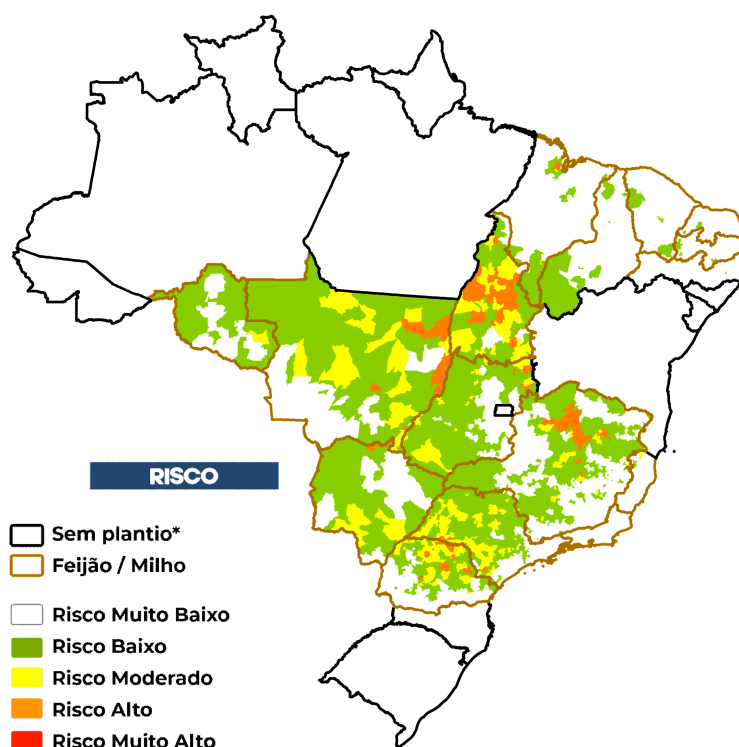 RISCO
Sem plantio*
Feijão / Milho
Risco Muito Baixo
Risco Baixo
Risco Moderado
Risco Alto
Risco Muito Alto